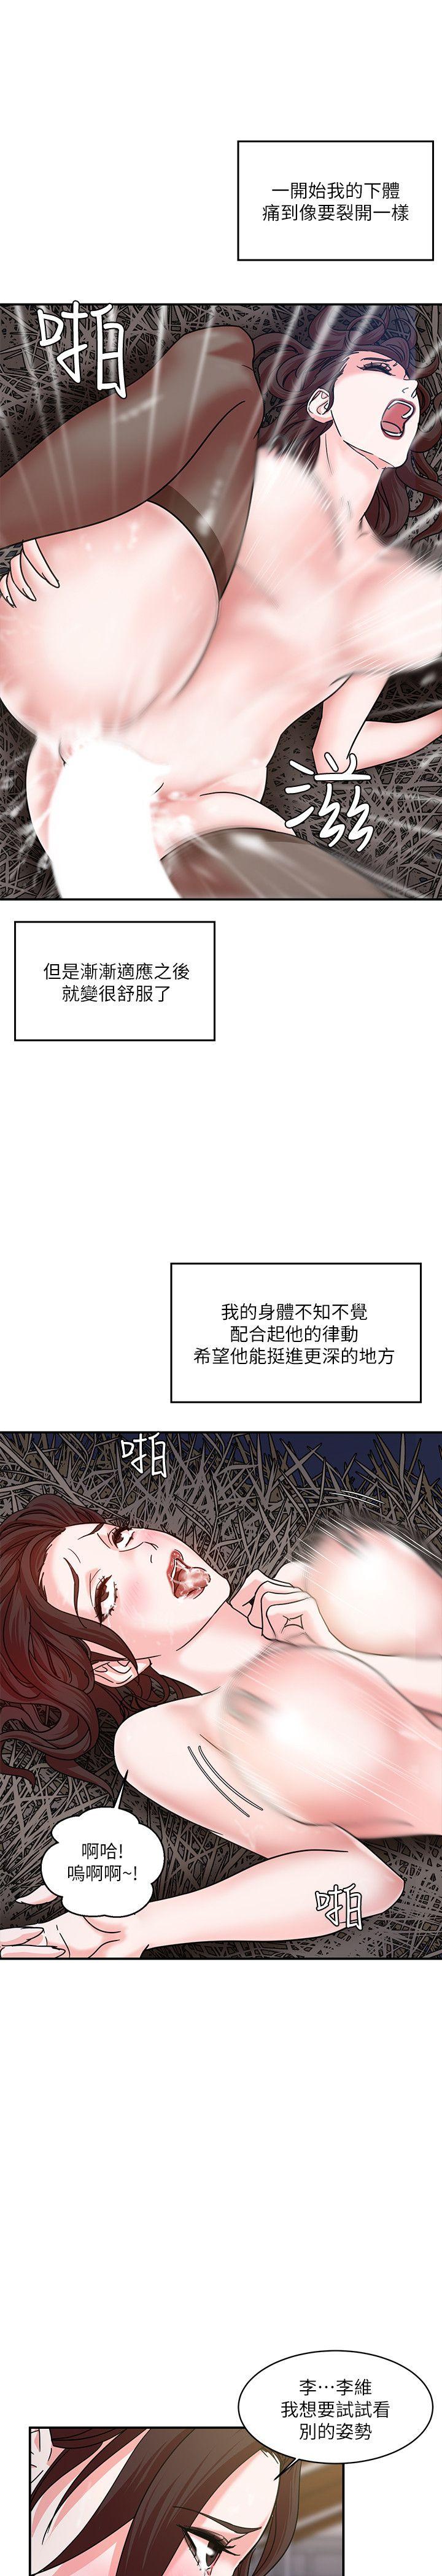 一開始我的下體
痛到像要裂開一樣
啪
滋
但是漸漸適應之後
就變很舒服了
我的身體不知不覺
配合起他的律動
希望他能挺進更深的地方
啪
啊哈!
嗚啊啊~!
啪
李…李維
我想要試試看
別的姿勢